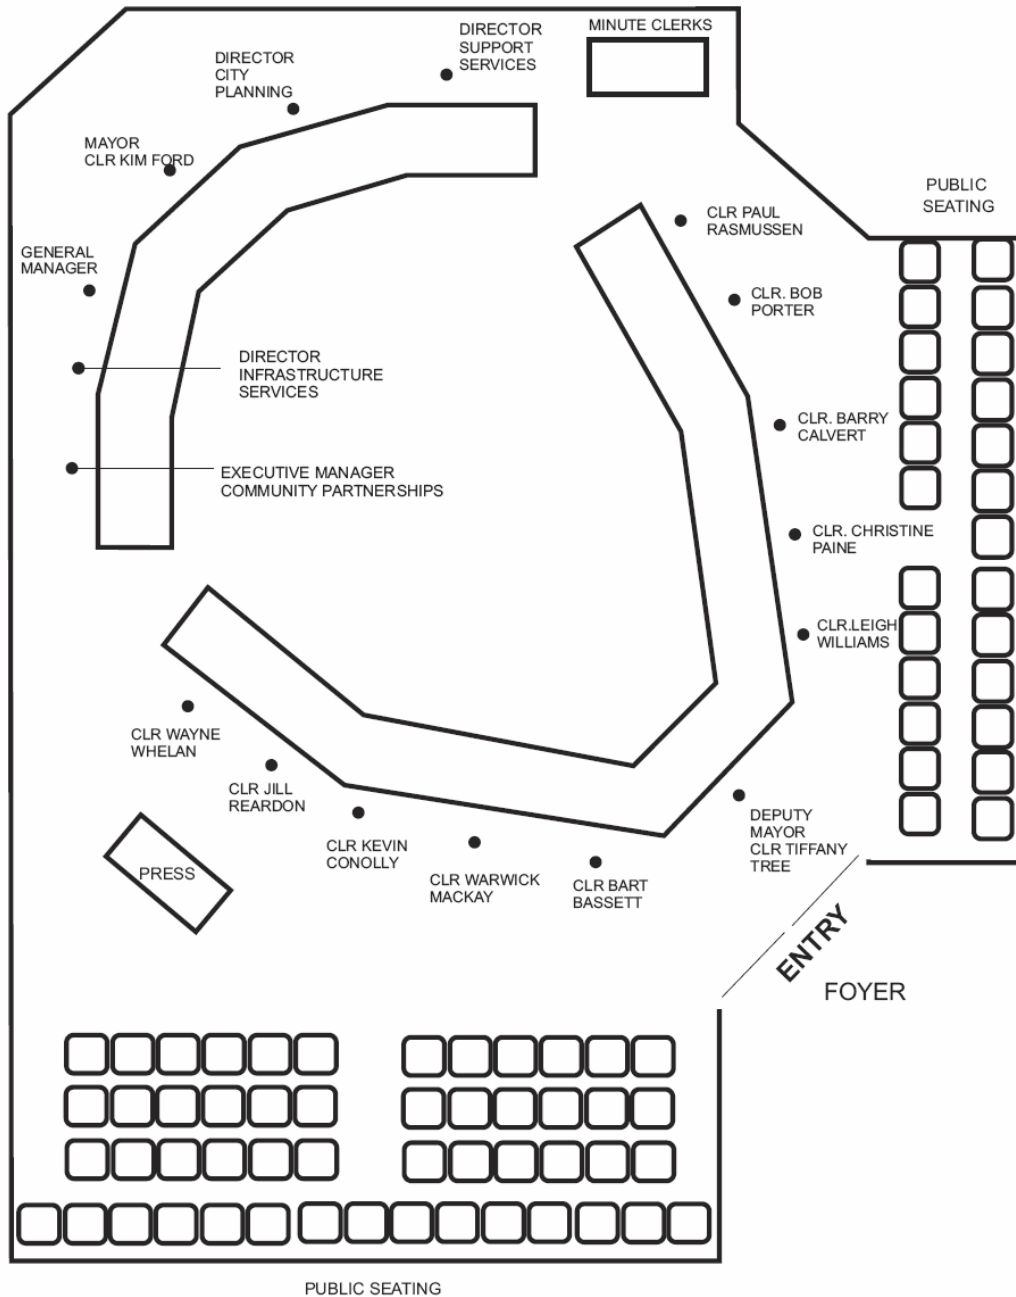 DIRECTOR
SUPPORT
SERVICES
MINUTE CLERKS
DIRECTOR
CITY
PLANNING
MAYOR
CLR KIM FORD
PUBLIC
SEATING
CLR PAUL
RASMUSSEN
GENERAL
MANAGER
CLR. BOB
PORTER
DIRECTOR
INFRASTRUCTURE
SERVICES
CLR. BARRY
CALVERT
EXECUTIVE MANAGER
COMMUNITY PARTNERSHIPS
CLR. CHRISTINE
PAINE
CLR.LEIGH
WILLIAMS
CLR WAYNE
WHELAN
CLR JILL
REARDON
CLR KEVIN
CONOLLY
CLR WARWICK
MACKAY
CLR BART
BASSETT
DEPUTY
MAYOR
CLR TIFFANY
TREE
PRESS
ENTRY
FOYER
PUBLIC SEATING